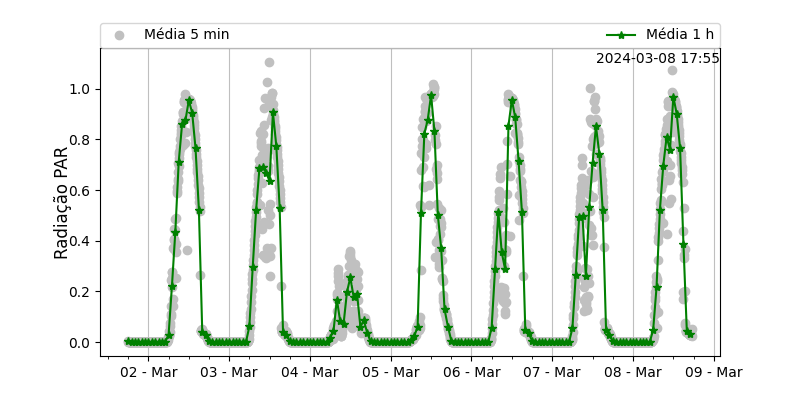 Média 5 min
Média 1 h
2024-03-08 17:55
1.0
0.8
0.6
0.4
0.2
0.0
Radiação PAR
02 - Mar
03 - Mar
04 - Mar
05 - Mar
06 - Mar
07 - Mar
08 - Mar
09 - Mar